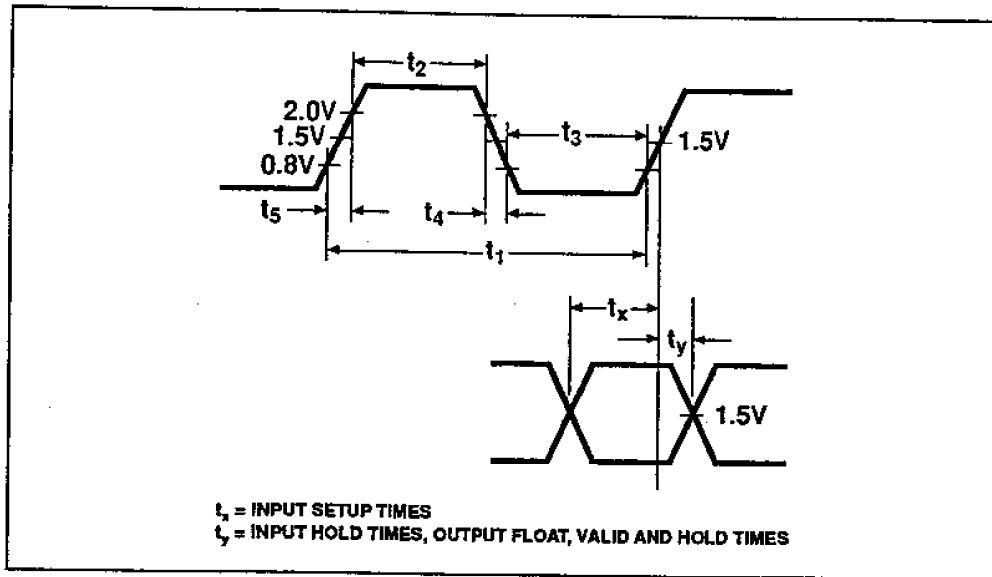 t2
2.0V
1.5V
0.8V
t3
1.5V
t5
t4
t1
tx
ty
1.5V
tx = INPUT SETUP TIMES
ty = INPUT HOLD TIMES, OUTPUT FLOAT, VALID AND HOLD TIMES